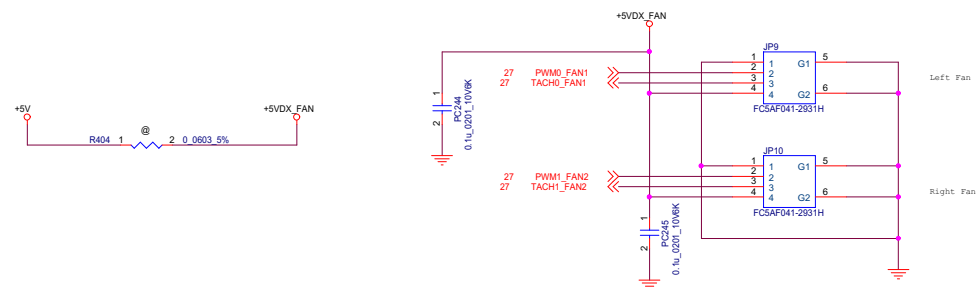 +5VDX_FAN
+5V
R404 1 @ 2 0_0603_5%
+5VDX_FAN
1
PC244
2
0.1u_0201_10V6K
27 PWM0_FAN1
27 TACH0_FAN1
JP9
1 1 G1 5
2 2
3 3
4 4 G2 6
FC5AF041-2931H
Left Fan
27 PWM1_FAN2
27 TACH1_FAN2
JP10
1 1 G1 5
2 2
3 3
4 4 G2 6
FC5AF041-2931H
Right Fan
1
PC245
2
0.1u_0201_10V6K